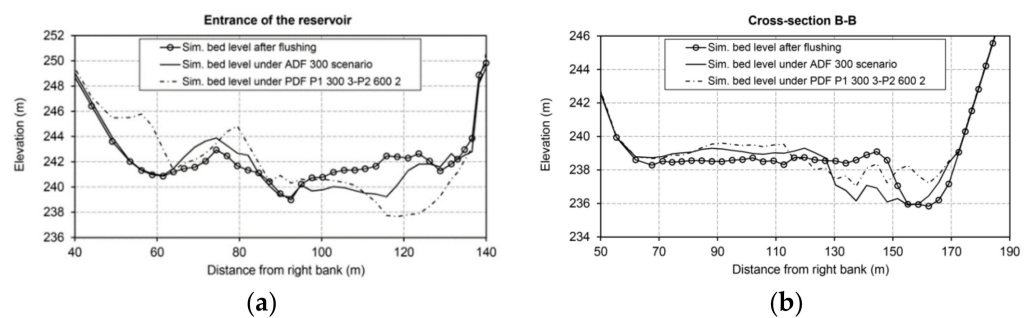 Entrance of the reservoir
252
250
248
246
244
242
240
238
236
Elevation (m)
Sim. bed level after flushing
Sim. bed level under ADF 300 scenario
Sim. bed level under PDF P1 300 3-P2 600 2
40 60 80 100 120 140
Distance from right bank (m)
(a)
Cross-section B-B
246
244
242
240
238
236
234
Elevation (m)
Sim. bed level after flushing
Sim. bed level under ADF 300 scenario
Sim. bed level under PDF P1 300 3-P2 600 2
50 70 90 110 130 150 170 190
Distance from right bank (m)
(b)